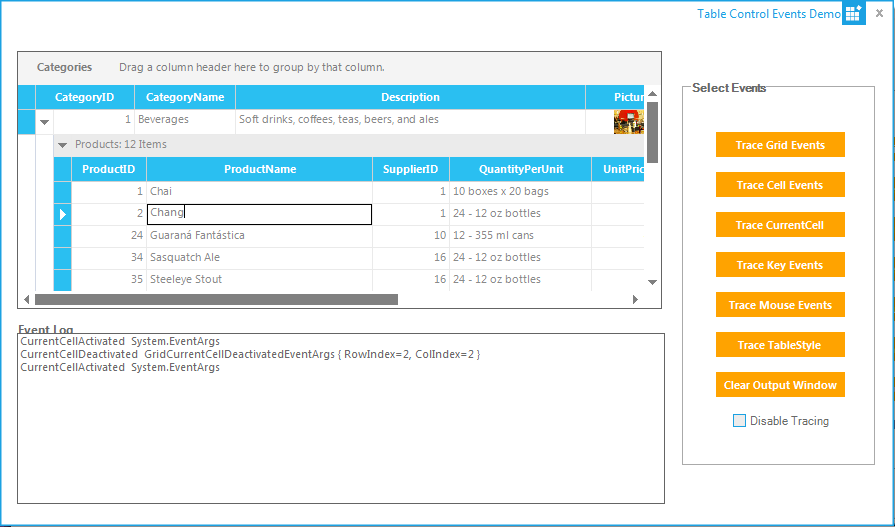 Table Control Events Demo
Categories Drag a column header here to group by that column.
CategoryID CategoryName Description Pictur
1 Beverages Soft drinks, coffees, teas, beers, and ales
Products: 12 Items
ProductID ProductName SupplierID QuantityPerUnit UnitPric
1 Chai 1 10 boxes x 20 bags
2 Chang 1 24 - 12 oz bottles
24 Guaraná Fantástica 10 12 - 355 ml cans
34 Sasquatch Ale 16 24 - 12 oz bottles
35 Steeleye Stout 16 24 - 12 oz bottles
Event Log
CurrentCellActivated System.EventArgs
CurrentCellDeactivated GridCurrentCellDeactivatedEventArgs { RowIndex=2, ColIndex=2 }
CurrentCellActivated System.EventArgs
Select Events
Trace Grid Events
Trace Cell Events
Trace CurrentCell
Trace Key Events
Trace Mouse Events
Trace TableStyle
Clear Output Window
Disable Tracing